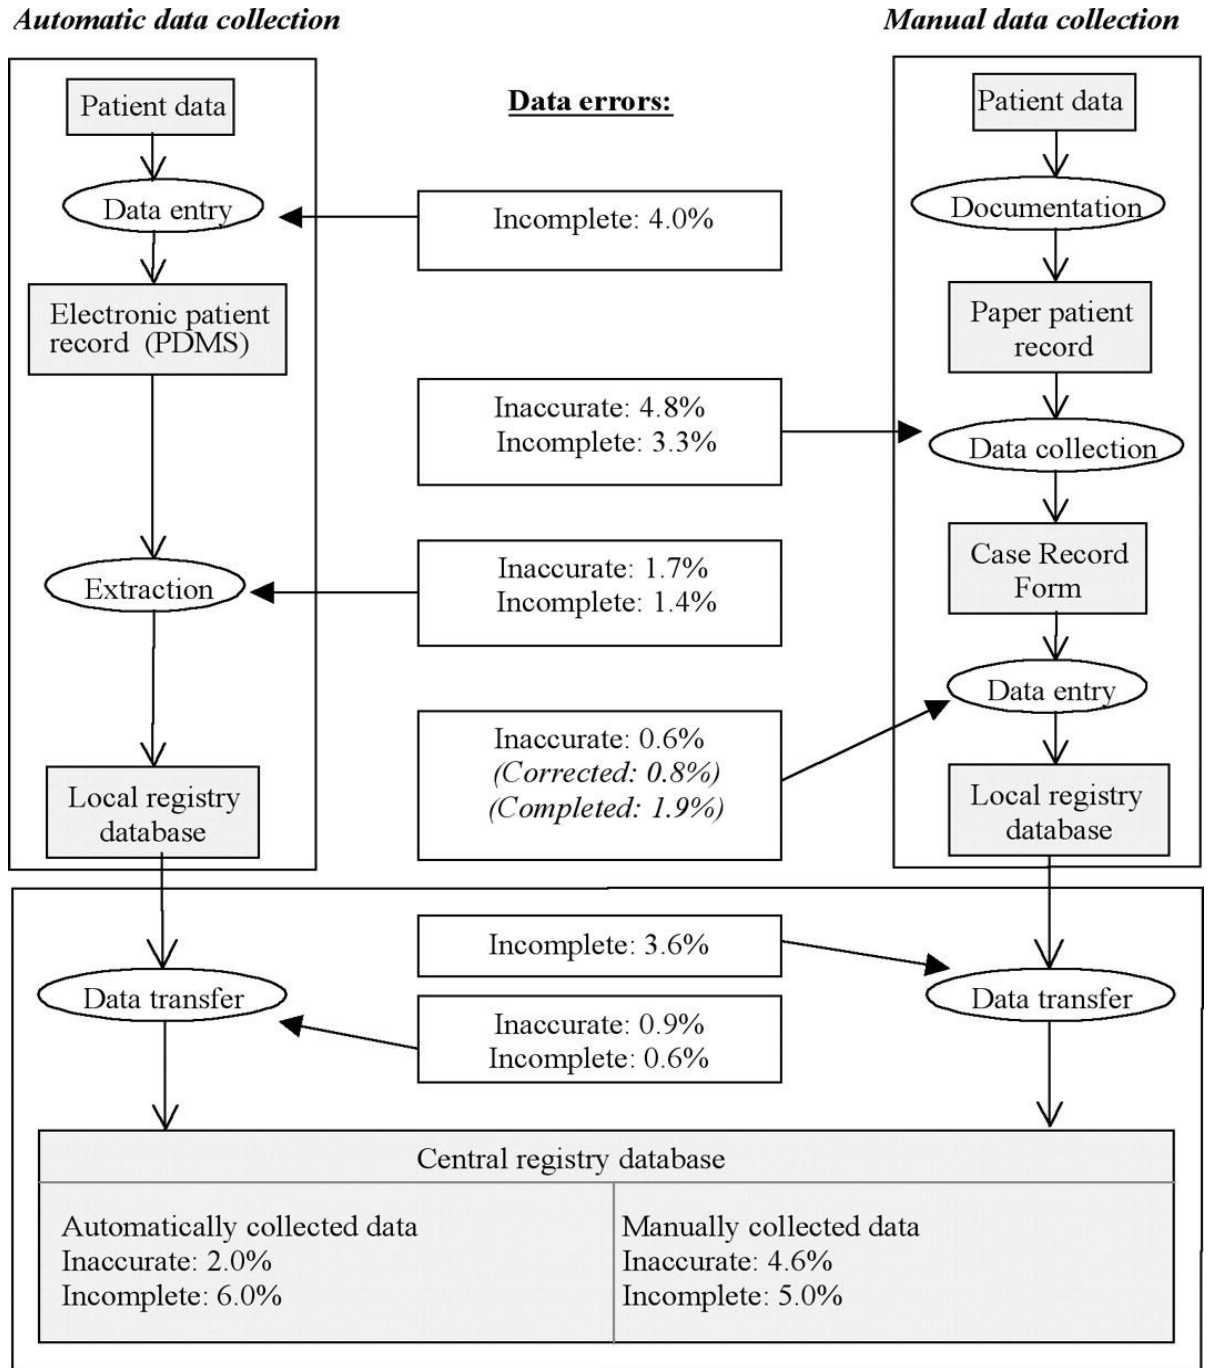 Automatic data collection
Manual data collection
Data errors:
Patient data
Data entry
Electronic patient
record (PDMS)
Extraction
Local registry
database
Incomplete: 4.0%
Inaccurate: 4.8%
Incomplete: 3.3%
Inaccurate: 1.7%
Incomplete: 1.4%
Inaccurate: 0.6%
(Corrected: 0.8%)
(Completed: 1.9%)
Patient data
Documentation
Paper patient
record
Data collection
Case Record
Form
Data entry
Local registry
database
Data transfer
Incomplete: 3.6%
Inaccurate: 0.9%
Incomplete: 0.6%
Data transfer
Central registry database
Automatically collected data
Inaccurate: 2.0%
Incomplete: 6.0%
Manually collected data
Inaccurate: 4.6%
Incomplete: 5.0%